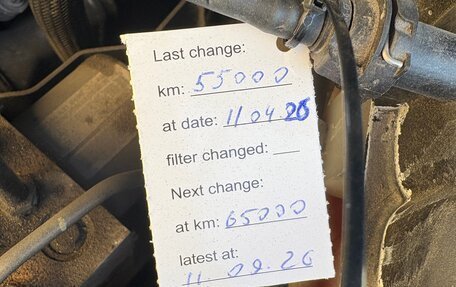 Last change:
km: 55000
at date: 11 04 26
filter changed: ___
Next change:
at km: 65000
latest at:
11 09.26